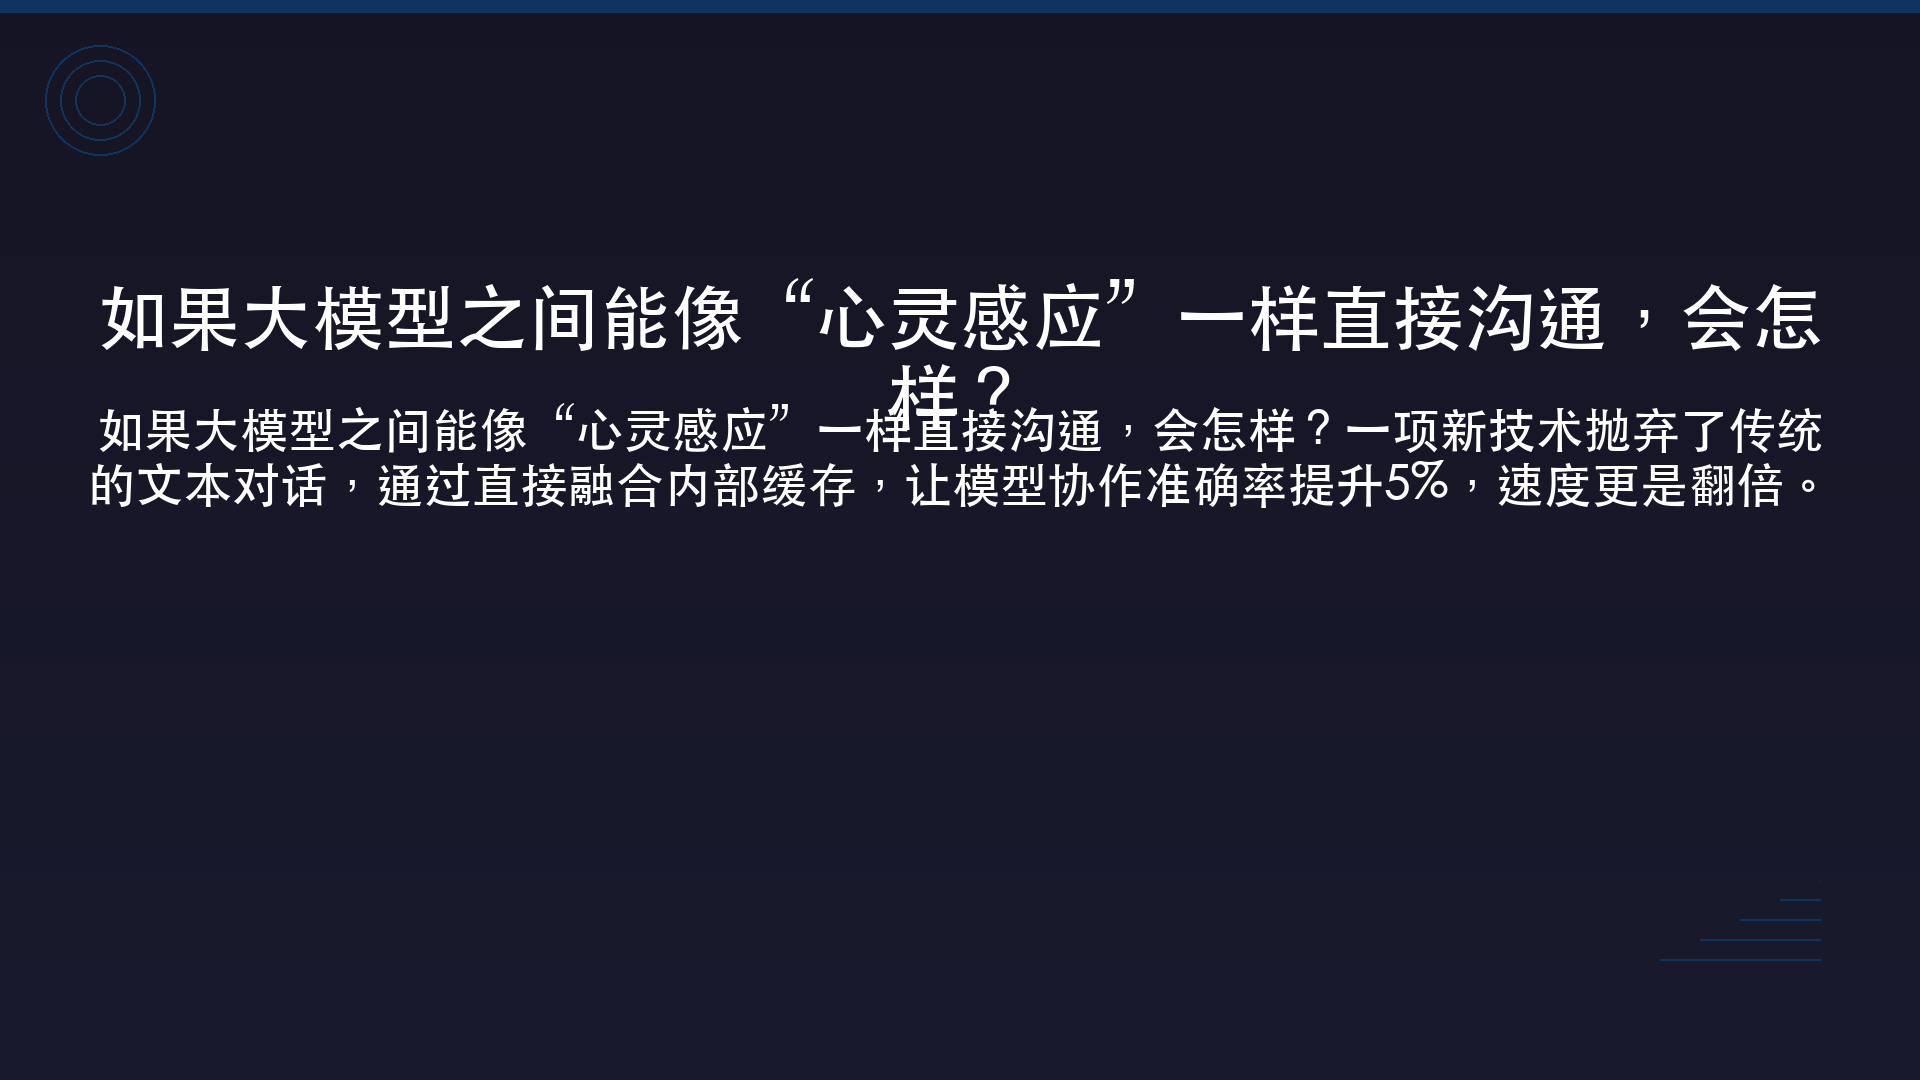 如果大模型之间能像“心灵感应”一样直接沟通，会怎
样？
如果大模型之间能像“心灵感应”一样直接沟通，会怎样？一项新技术抛弃了传统
的文本对话，通过直接融合内部缓存，让模型协作准确率提升5%，速度更是翻倍。